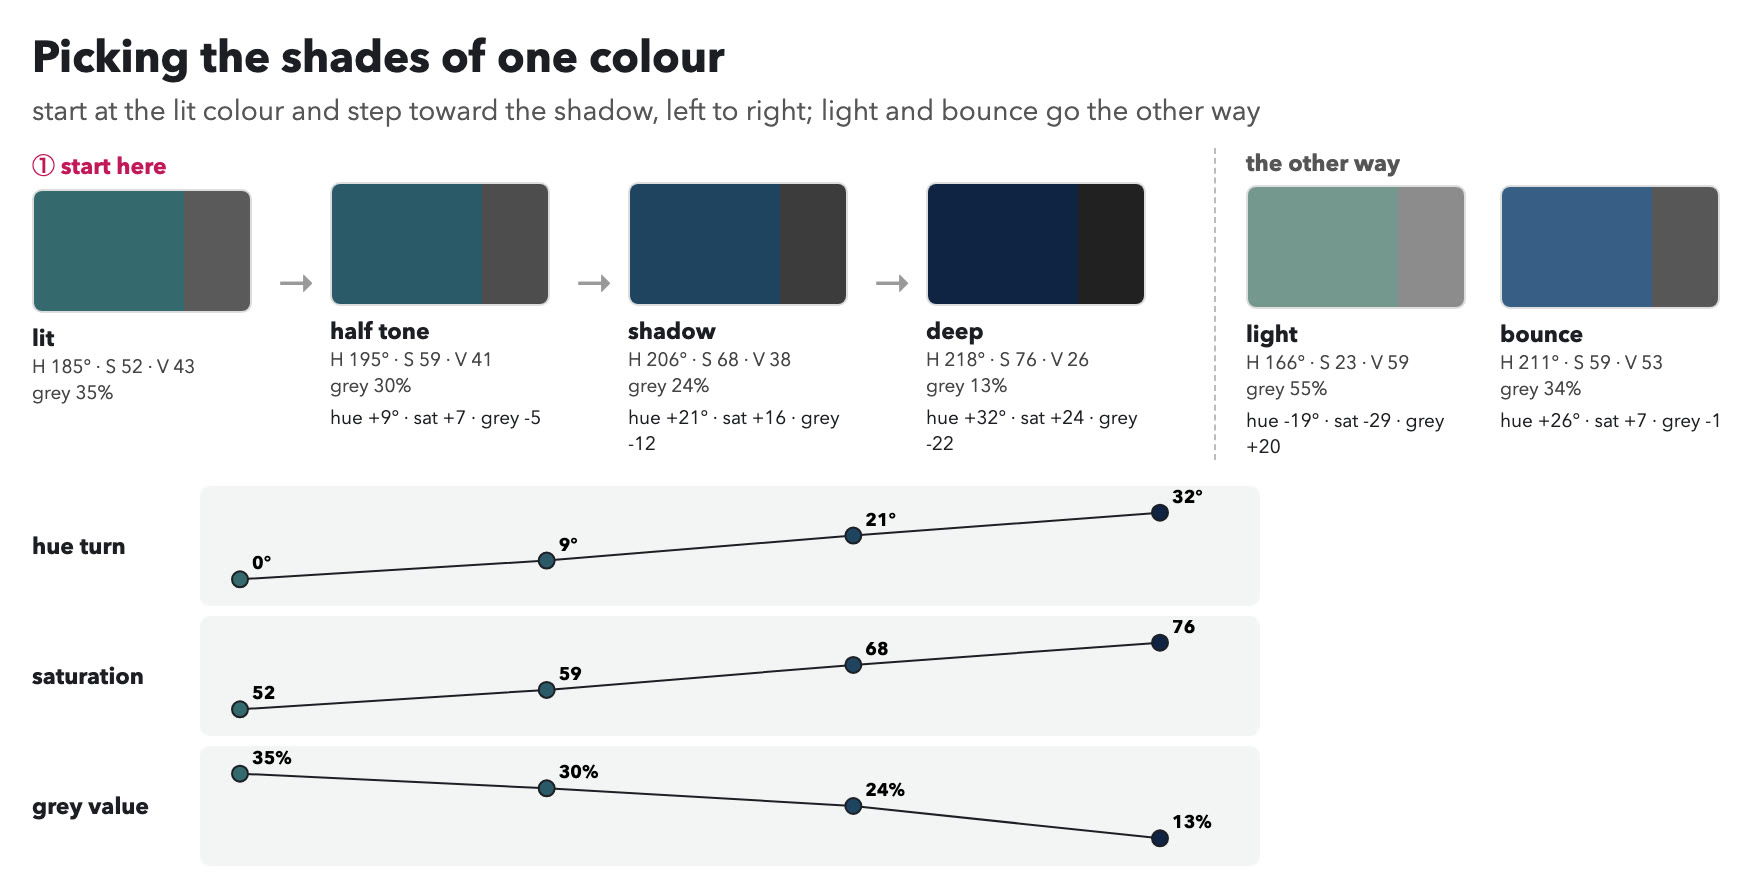 Picking the shades of one colour
start at the lit colour and step toward the shadow, left to right; light and bounce go the other way
① start here
lit
H 185° · S 52 · V 43
grey 35%
half tone
H 195° · S 59 · V 41
grey 30%
hue +9° · sat +7 · grey -5
shadow
H 206° · S 68 · V 38
grey 24%
hue +21° · sat +16 · grey
-12
deep
H 218° · S 76 · V 26
grey 13%
hue +32° · sat +24 · grey
-22
the other way
light
H 166° · S 23 · V 59
grey 55%
hue -19° · sat -29 · grey
+20
bounce
H 211° · S 59 · V 53
grey 34%
hue +26° · sat +7 · grey -1
hue turn
0°
9°
21°
32°
saturation
52
59
68
76
grey value
35%
30%
24%
13%